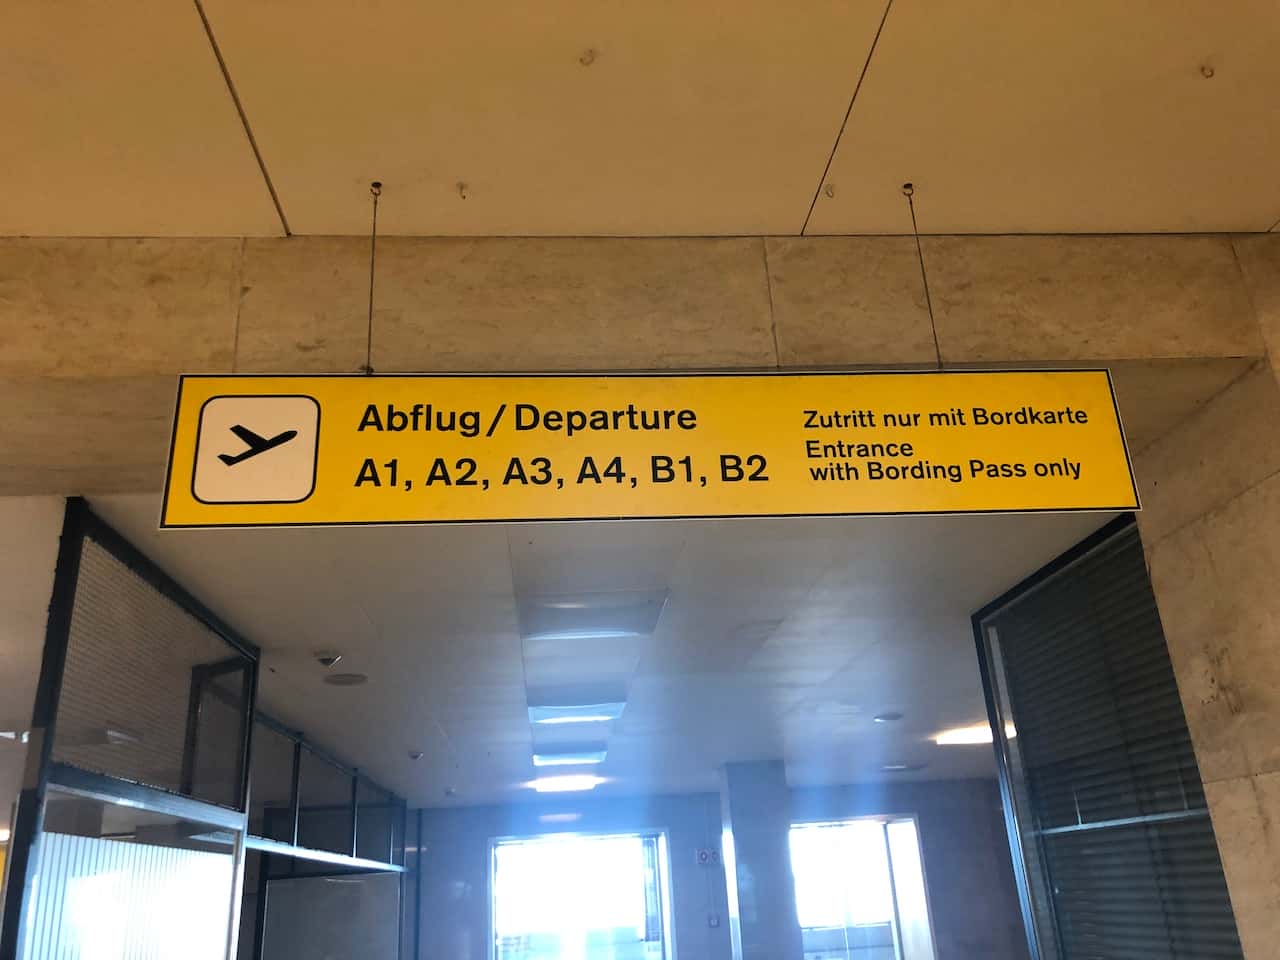 Abflug/Departure
A1, A2, A3, A4, B1, B2
Zutritt nur mit Bordkarte
Entrance
with Bording Pass only